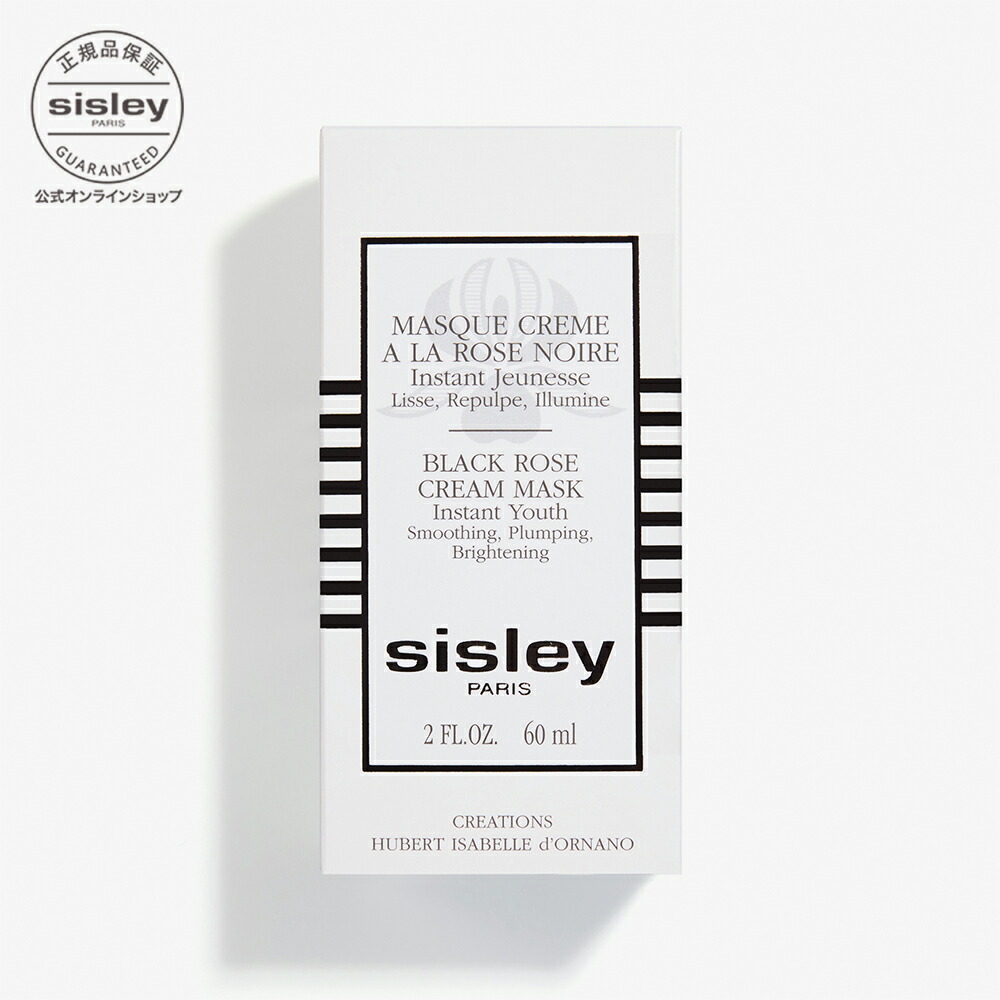 正規品保証
sisley
PARIS
GUARANTEED
公式オンラインショップ
MASQUE CREME
A LA ROSE NOIRE
Instant Jeunesse
Lisse, Repulpe, Illumine
BLACK ROSE
CREAM MASK
Instant Youth
Smoothing, Plumping,
Brightening
sisley
PARIS
2 FL.OZ. 60 ml
CREATIONS
HUBERT ISABELLE d'ORNANO